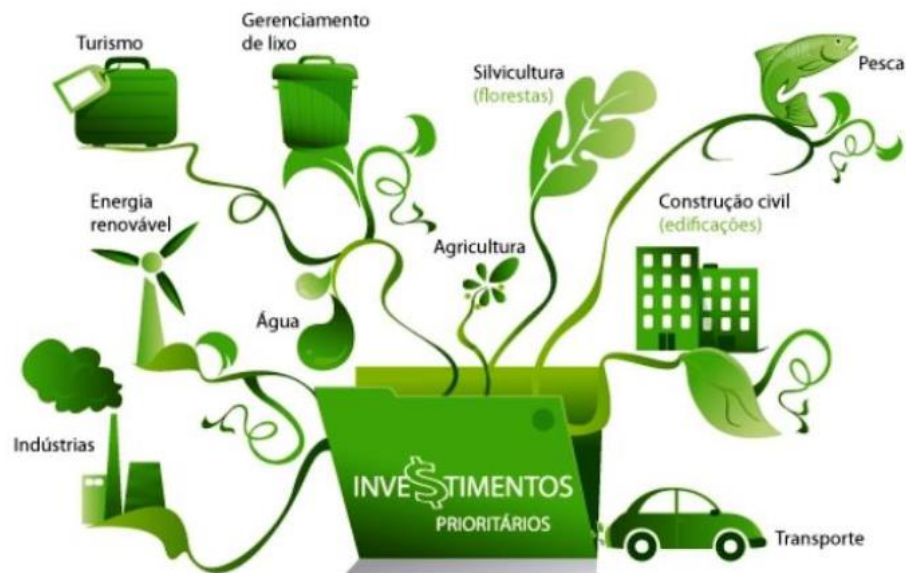 Turismo
Gerenciamento
de lixo
Silvicultura
(florestas)
Pesca
Energia
renovável
Água
Agricultura
Construção civil
(edificações)
Indústrias
INVE$TIMENTOS
PRIORITÁRIOS
Transporte